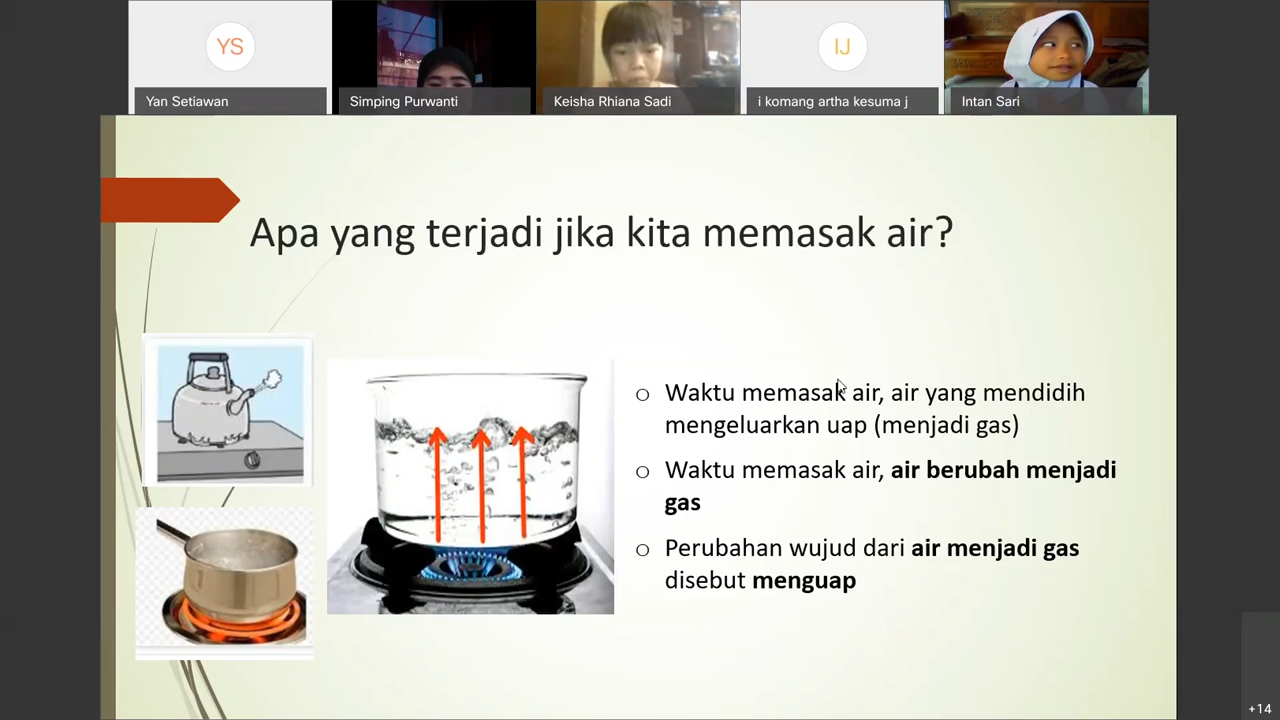 YS
IJ
Yan Setiawan
Simping Purwanti
Keisha Rhiana Sadi
i komang artha kesuma j
Intan Sari
Apa yang terjadi jika kita memasak air?
o Waktu memasak air, air yang mendidih
mengeluarkan uap (menjadi gas)
o Waktu memasak air, air berubah menjadi
gas
o Perubahan wujud dari air menjadi gas
disebut menguap
+14